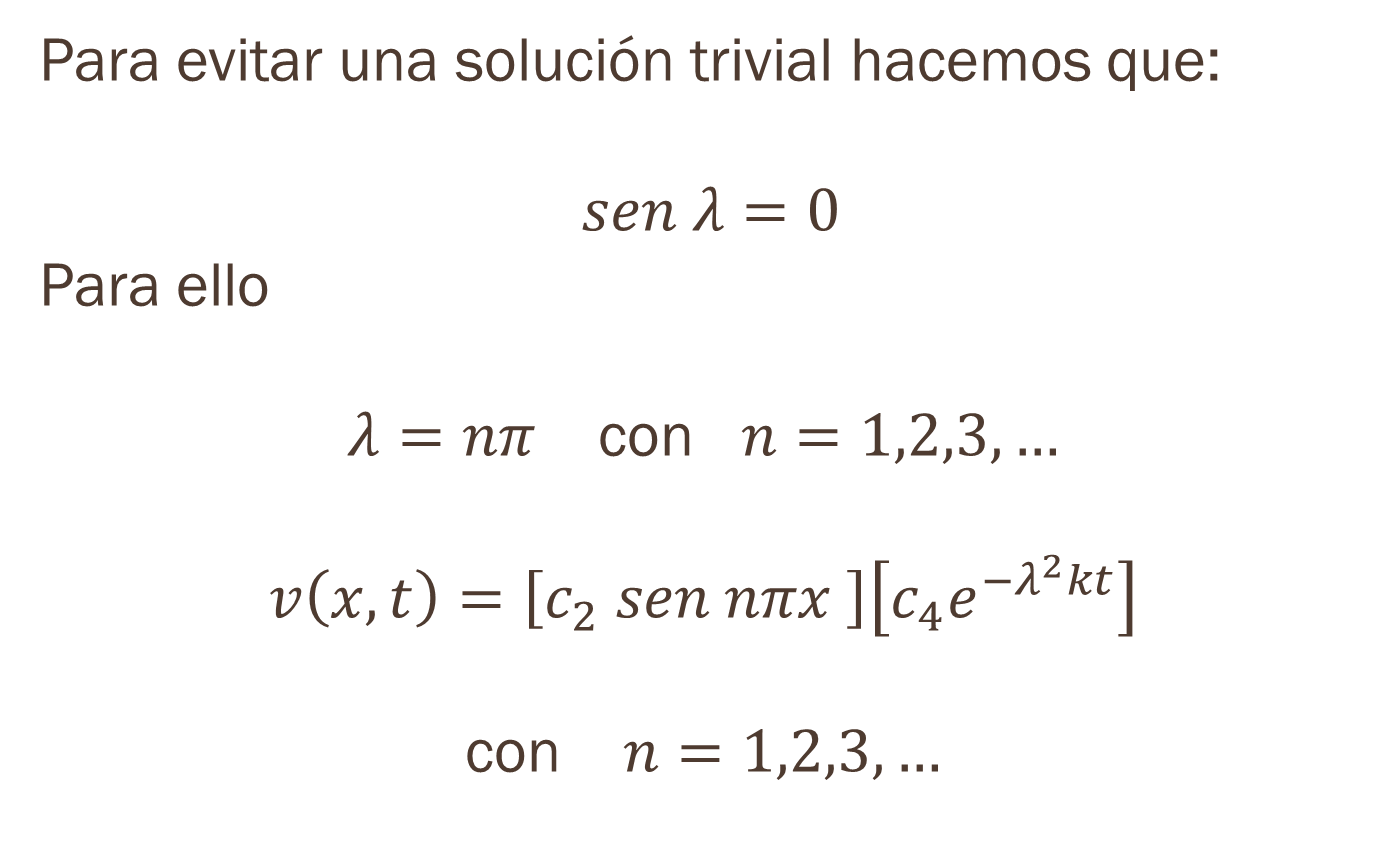 Para evitar una solución trivial hacemos que:
sen λ = 0
Para ello
λ = nπ con n = 1,2,3, …
v(x, t) = [c₂ sen nπx ][c₄e^{−λ²kt}]
con n = 1,2,3, …